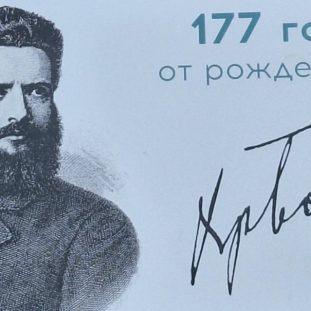 177 го
от рожде